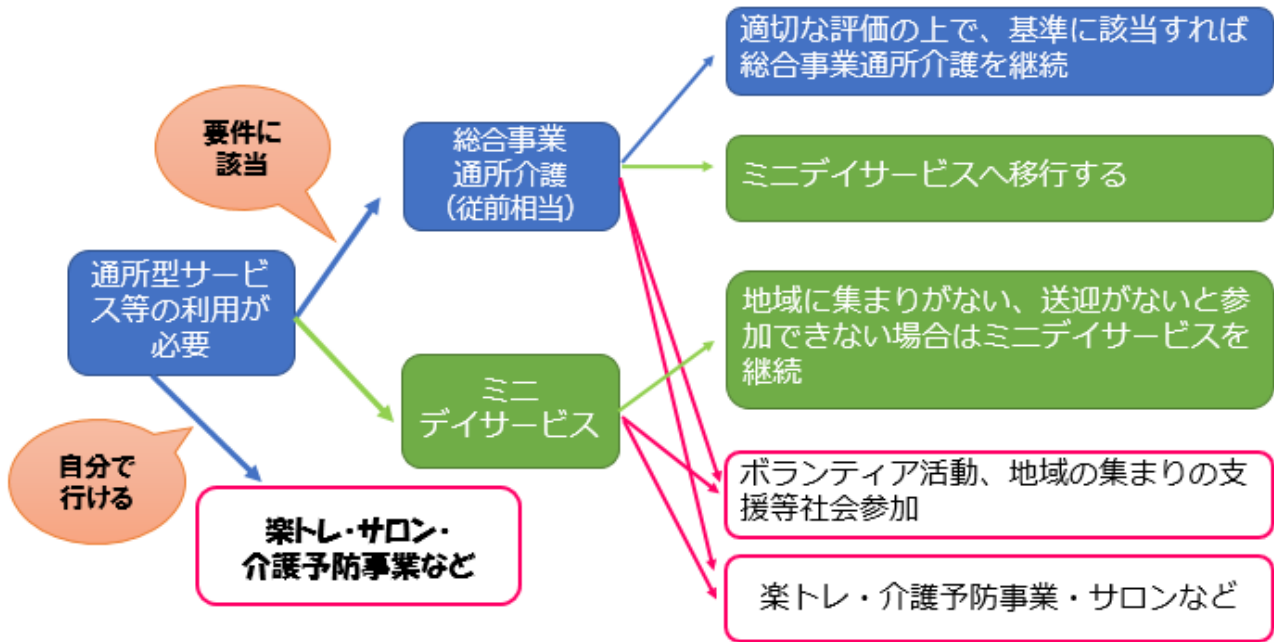 適切な評価の上で、基準に該当すれば
総合事業通所介護を継続
要件に
該当
総合事業
通所介護
（従前相当）
ミニデイサービスへ移行する
通所型サービ
ス等の利用が
必要
地域に集まりがない、送迎がないと参
加できない場合はミニデイサービスを
継続
ミニ
デイサービス
自分で
行ける
ボランティア活動、地域の集まりの支
援等社会参加
楽トレ・サロン・
介護予防事業など
楽トレ・介護予防事業・サロンなど